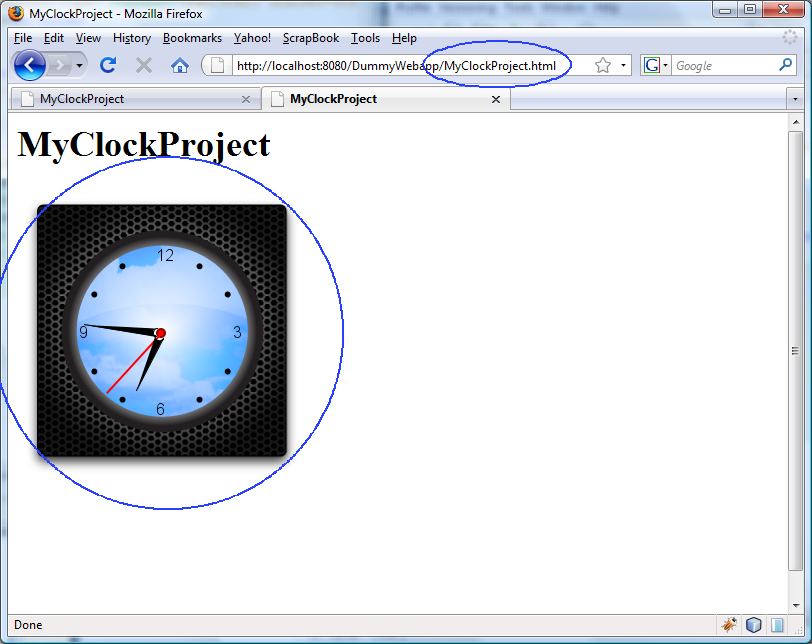 MyClockProject - Mozilla Firefox
File Edit View History Bookmarks Yahoo! ScrapBook Tools Help
http://localhost:8080/DummyWebapp/MyClockProject.html G Google
MyClockProject MyClockProject
MyClockProject
12
9 3
6
Done